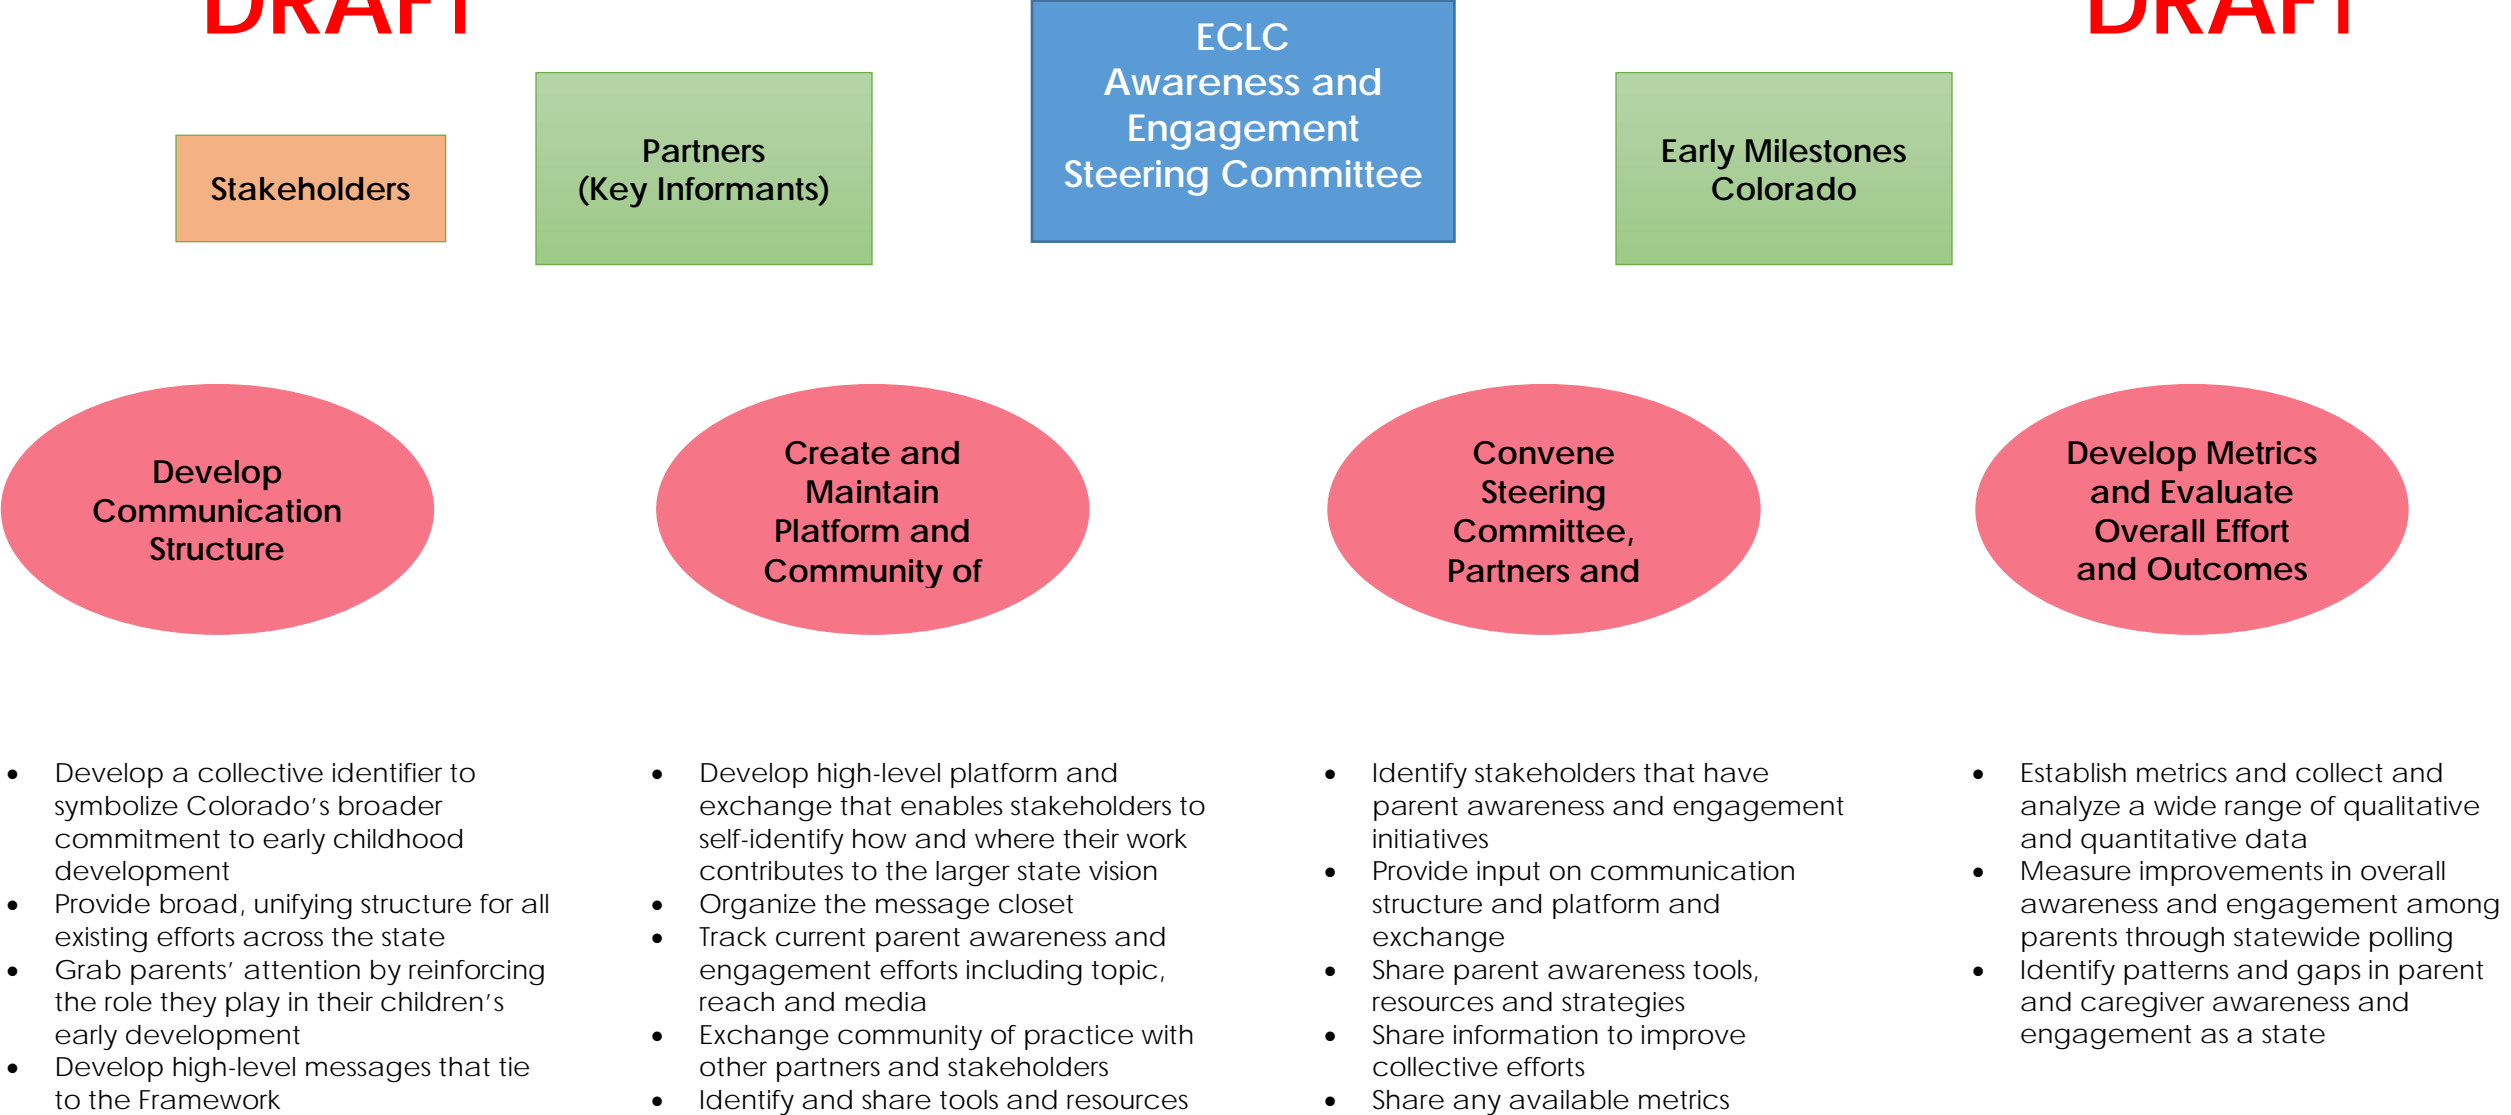 DRAFT
DRAFT
ECLC
Awareness and
Engagement
Steering Committee
Partners
(Key Informants)
Early Milestones
Colorado
Stakeholders
Develop
Communication
Structure
Create and
Maintain
Platform and
Community of
Convene
Steering
Committee,
Partners and
Develop Metrics
and Evaluate
Overall Effort
and Outcomes
• Develop a collective identifier to
symbolize Colorado’s broader
commitment to early childhood
development
• Provide broad, unifying structure for all
existing efforts across the state
• Grab parents’ attention by reinforcing
the role they play in their children’s
early development
• Develop high-level messages that tie
to the Framework
• Develop high-level platform and
exchange that enables stakeholders to
self-identify how and where their work
contributes to the larger state vision
• Organize the message closet
• Track current parent awareness and
engagement efforts including topic,
reach and media
• Exchange community of practice with
other partners and stakeholders
• Identify and share tools and resources
• Identify stakeholders that have
parent awareness and engagement
initiatives
• Provide input on communication
structure and platform and
exchange
• Share parent awareness tools,
resources and strategies
• Share information to improve
collective efforts
• Share any available metrics
• Establish metrics and collect and
analyze a wide range of qualitative
and quantitative data
• Measure improvements in overall
awareness and engagement among
parents through statewide polling
• Identify patterns and gaps in parent
and caregiver awareness and
engagement as a state